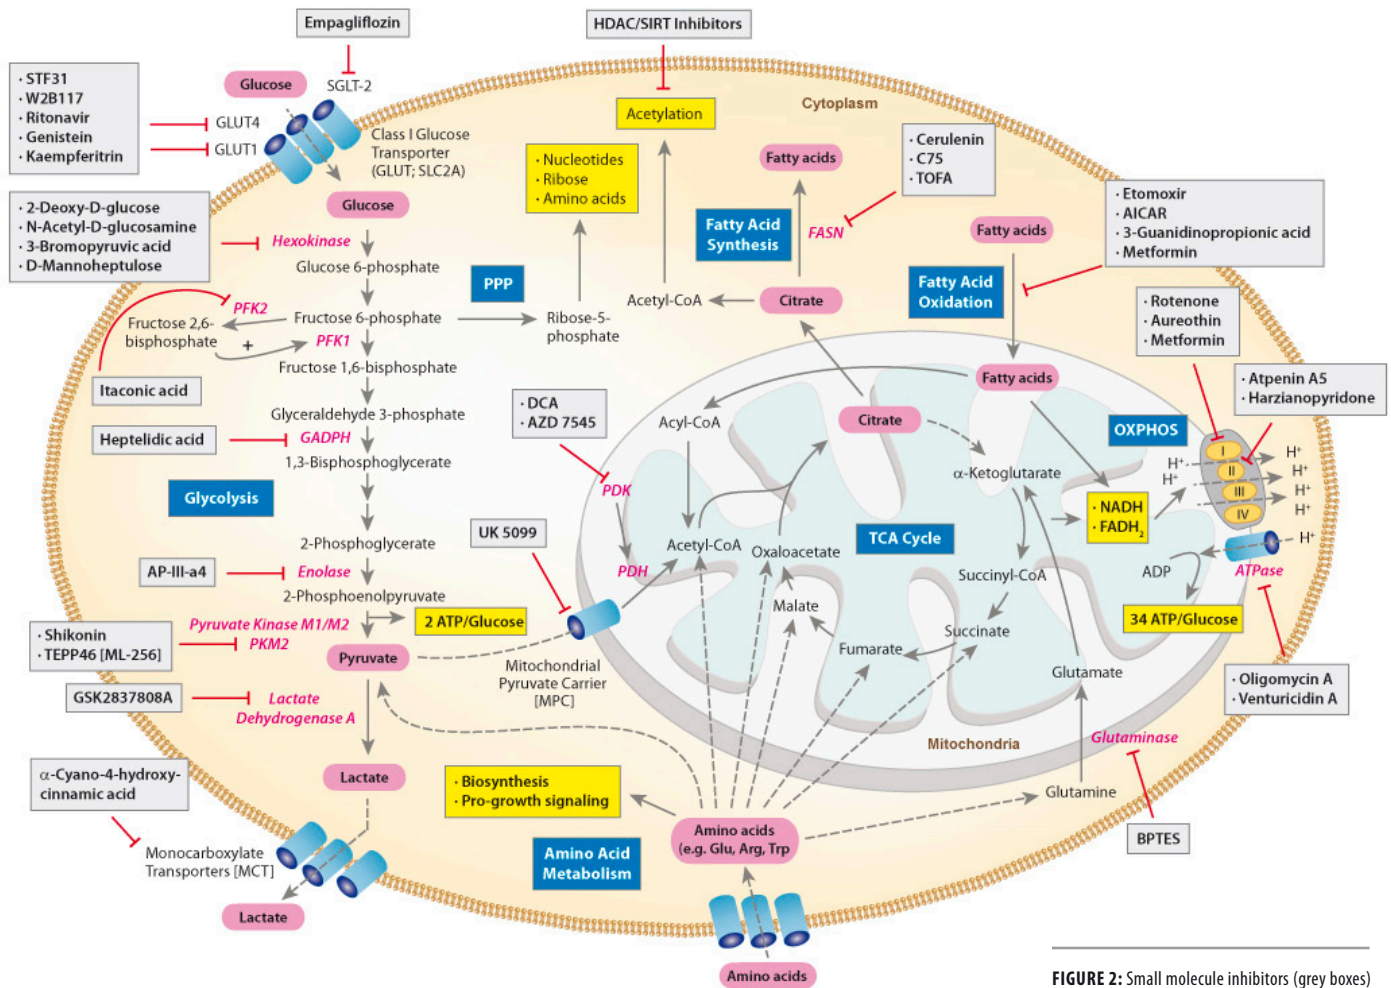 Empagliflozin
HDAC/SIRT Inhibitors
· STF31
· W2B117
· Ritonavir
· Genistein
· Kaempferitrin
Glucose
SGLT-2
GLUT4
GLUT1
Class I Glucose
Transporter
(GLUT; SLC2A)
Acetylation
Cytoplasm
· Cerulenin
· C75
· TOFA
Fatty acids
· Nucleotides
· Ribose
· Amino acids
· Etomoxir
· AICAR
· 3-Guanidinopropionic acid
· Metformin
· 2-Deoxy-D-glucose
· N-Acetyl-D-glucosamine
· 3-Bromopyruvic acid
· D-Mannoheptulose
Glucose
Hexokinase
Glucose 6-phosphate
Fatty Acid
Synthesis
FASN
Fatty acids
PPP
Fatty Acid
Oxidation
Acetyl-CoA
Citrate
· Rotenone
· Aureothin
· Metformin
PFK2
Fructose 2,6-
bisphosphate
Fructose 6-phosphate
Ribose-5-
phosphate
+
PFK1
Fructose 1,6-bisphosphate
Itaconic acid
Fatty acids
· Atpenin A5
· Harzianopyridone
· DCA
· AZD 7545
Glyceraldehyde 3-phosphate
Acyl-CoA
Citrate
OXPHOS
Heptelidic acid
GADPH
1,3-Bisphosphoglycerate
I
II
III
IV
H+
H+
H+
H+
H+
H+
H+
α-Ketoglutarate
PDK
Glycolysis
· NADH
· FADH2
UK 5099
2-Phosphoglycerate
Acetyl-CoA
Oxaloacetate
TCA Cycle
AP-III-a4
Enolase
PDH
Succinyl-CoA
ADP
ATPase
2-Phosphoenolpyruvate
Malate
2 ATP/Glucose
34 ATP/Glucose
· Shikonin
· TEPP46 [ML-256]
Pyruvate Kinase M1/M2
PKM2
Succinate
Fumarate
Pyruvate
Mitochondrial
Pyruvate Carrier
[MPC]
Glutamate
· Oligomycin A
· Venturicidin A
GSK2837808A
Lactate
Dehydrogenase A
Mitochondria
Glutaminase
α-Cyano-4-hydroxy-
cinnamic acid
Lactate
· Biosynthesis
· Pro-growth signaling
Glutamine
Amino acids
(e.g. Glu, Arg, Trp
BPTES
Monocarboxylate
Transporters [MCT]
Amino Acid
Metabolism
Lactate
Amino acids
FIGURE 2: Small molecule inhibitors (grey boxes)